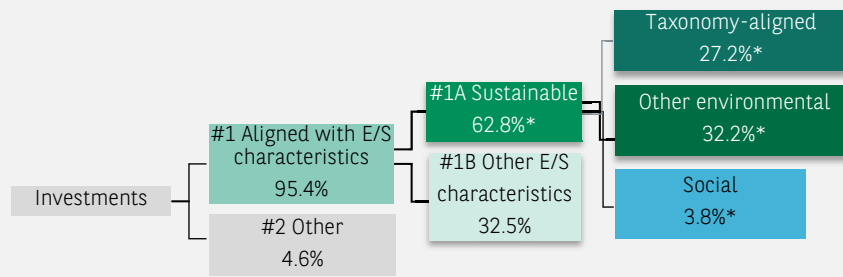 Investments
#1 Aligned with E/S
characteristics
95.4%
#2 Other
4.6%
#1A Sustainable
62.8%*
#1B Other E/S
characteristics
32.5%
Taxonomy-aligned
27.2%*
Other environmental
32.2%*
Social
3.8%*